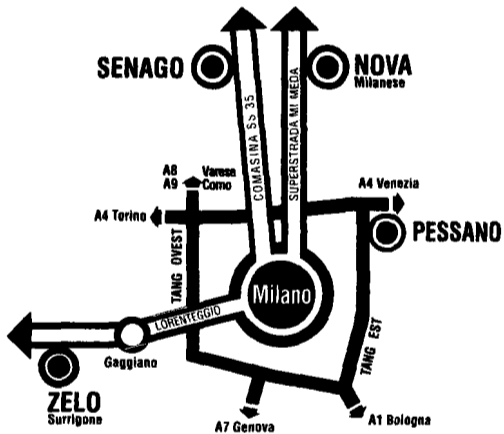 SENAGO
NOVA
Milanese
COMASINA SS 35
SUPERSTRADA MI MEDA
A8 Varese
A9 Como
A4 Torino
A4 Venezia
PESSANO
TANG OVEST
Milano
LORENTEGGIO
TANG EST
Gaggiano
ZELO
Surrigone
A7 Genova
A1 Bologna